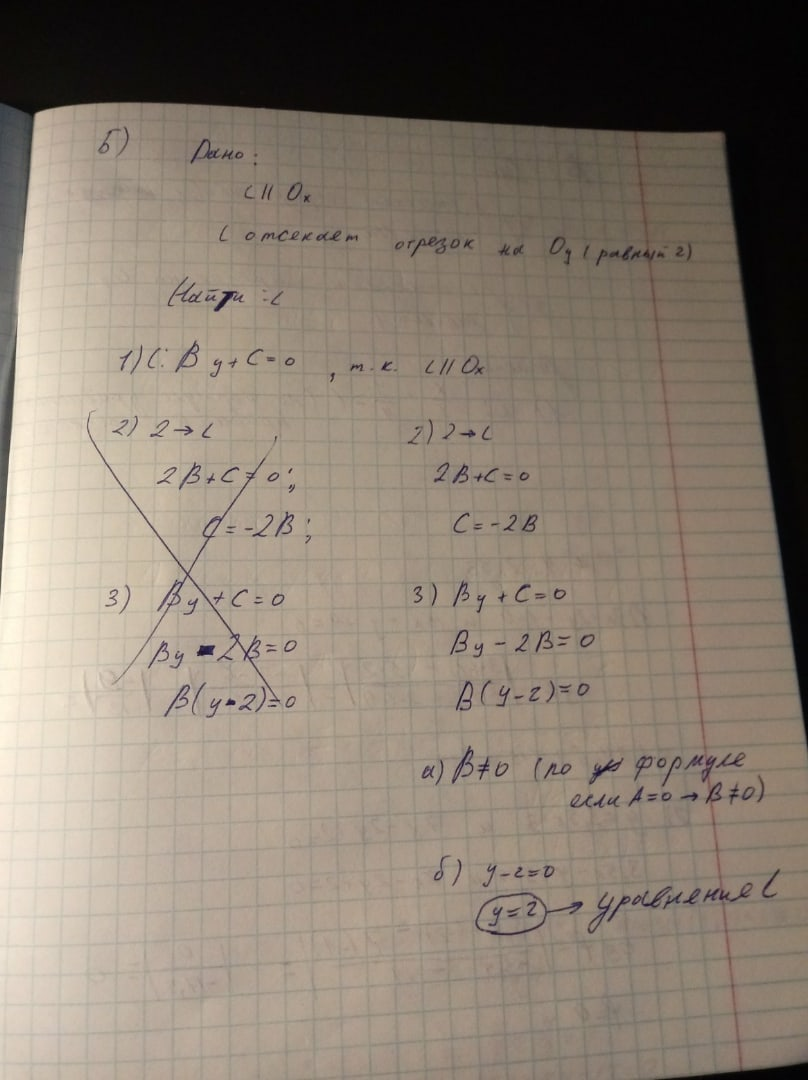 Б) Дано:
L || Ox
L отсекает отрезок на Oy (равный 2)
Найти: L
1) L: By + C = 0, т.к. L || Ox
2) 2 → L
2B + C = 0;
C = -2B;
3) By + C = 0
By - 2B = 0
B(y - 2) = 0
2) 2 → L
2B + C = 0
C = -2B
3) By + C = 0
By - 2B = 0
B(y - 2) = 0
а) B ≠ 0 (по формуле
если A = 0 → B ≠ 0)
б) y - 2 = 0
y = 2 → уравнения L